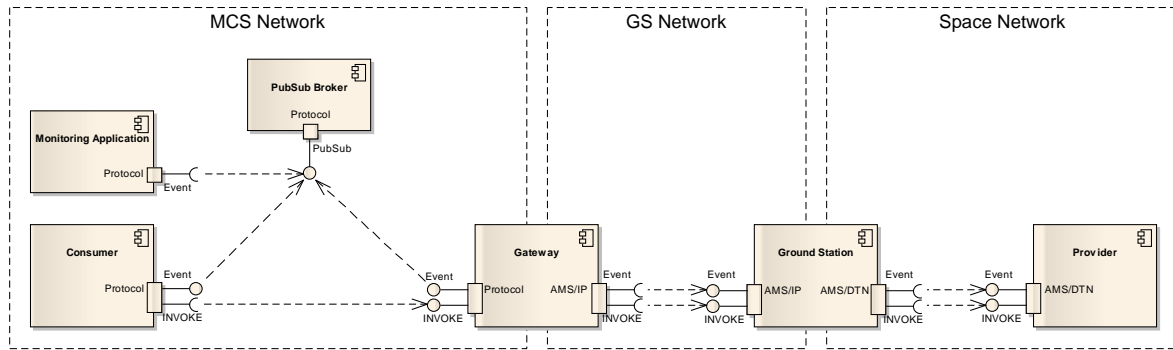 MCS Network
GS Network
Space Network
PubSub Broker
Protocol
PubSub
Monitoring Application
Protocol
Event
Consumer
Protocol
Event
INVOKE
Gateway
Event
Protocol
INVOKE
AMS/IP
Event
INVOKE
Ground Station
Event
AMS/IP
INVOKE
AMS/DTN
Event
INVOKE
Provider
Event
AMS/DTN
INVOKE